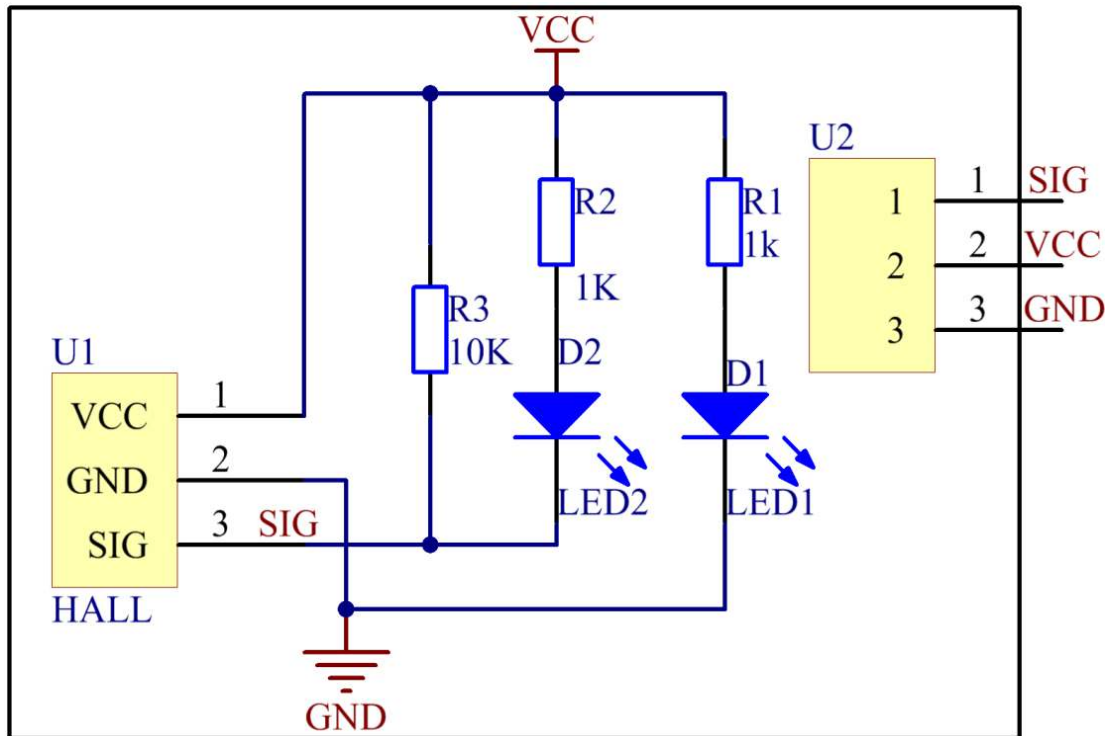 VCC
U2
R2
1K
R1
1k
R3
10K
1 1 SIG
2 2 VCC
3 3 GND
U1
D2
D1
VCC 1
GND 2
SIG 3 SIG
LED2
LED1
HALL
GND